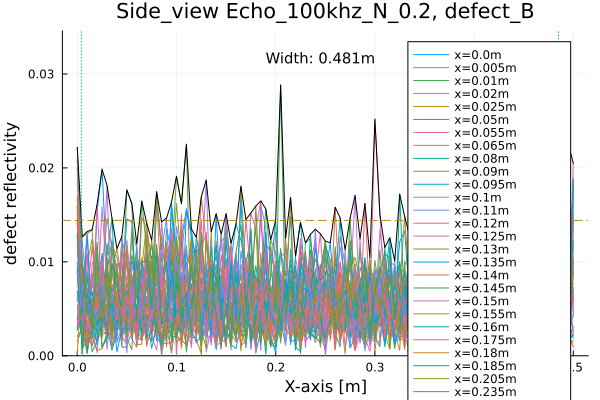 Side_view Echo_100khz_N_0.2, defect_B
Width: 0.481m
defect reflectivity
0.03
0.02
0.01
0.00
0.0
0.1
0.2
0.3
.5
X-axis [m]
x=0.0m
x=0.005m
x=0.01m
x=0.02m
x=0.025m
x=0.05m
x=0.055m
x=0.065m
x=0.08m
x=0.09m
x=0.095m
x=0.1m
x=0.11m
x=0.12m
x=0.125m
x=0.13m
x=0.135m
x=0.14m
x=0.145m
x=0.15m
x=0.155m
x=0.16m
x=0.175m
x=0.18m
x=0.185m
x=0.205m
x=0.235m